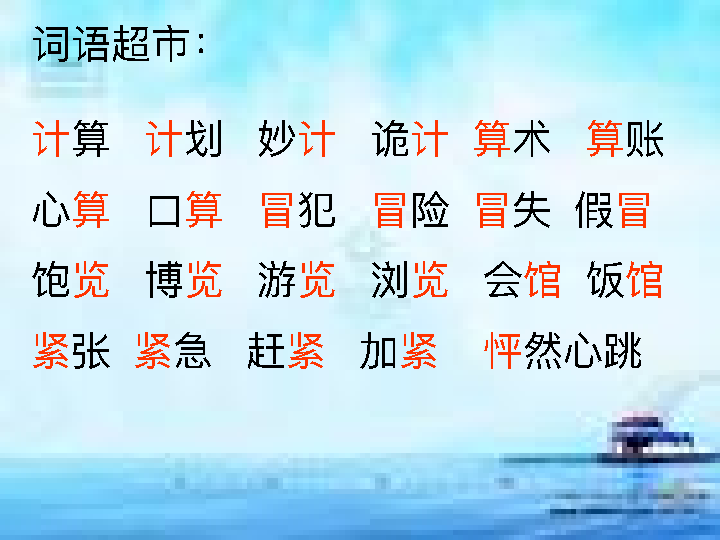 词语超市：
计算 计划 妙计 诡计 算术 算账
心算 口算 冒犯 冒险 冒失 假冒
饱览 博览 游览 浏览 会馆 饭馆
紧张 紧急 赶紧 加紧 怦然心跳